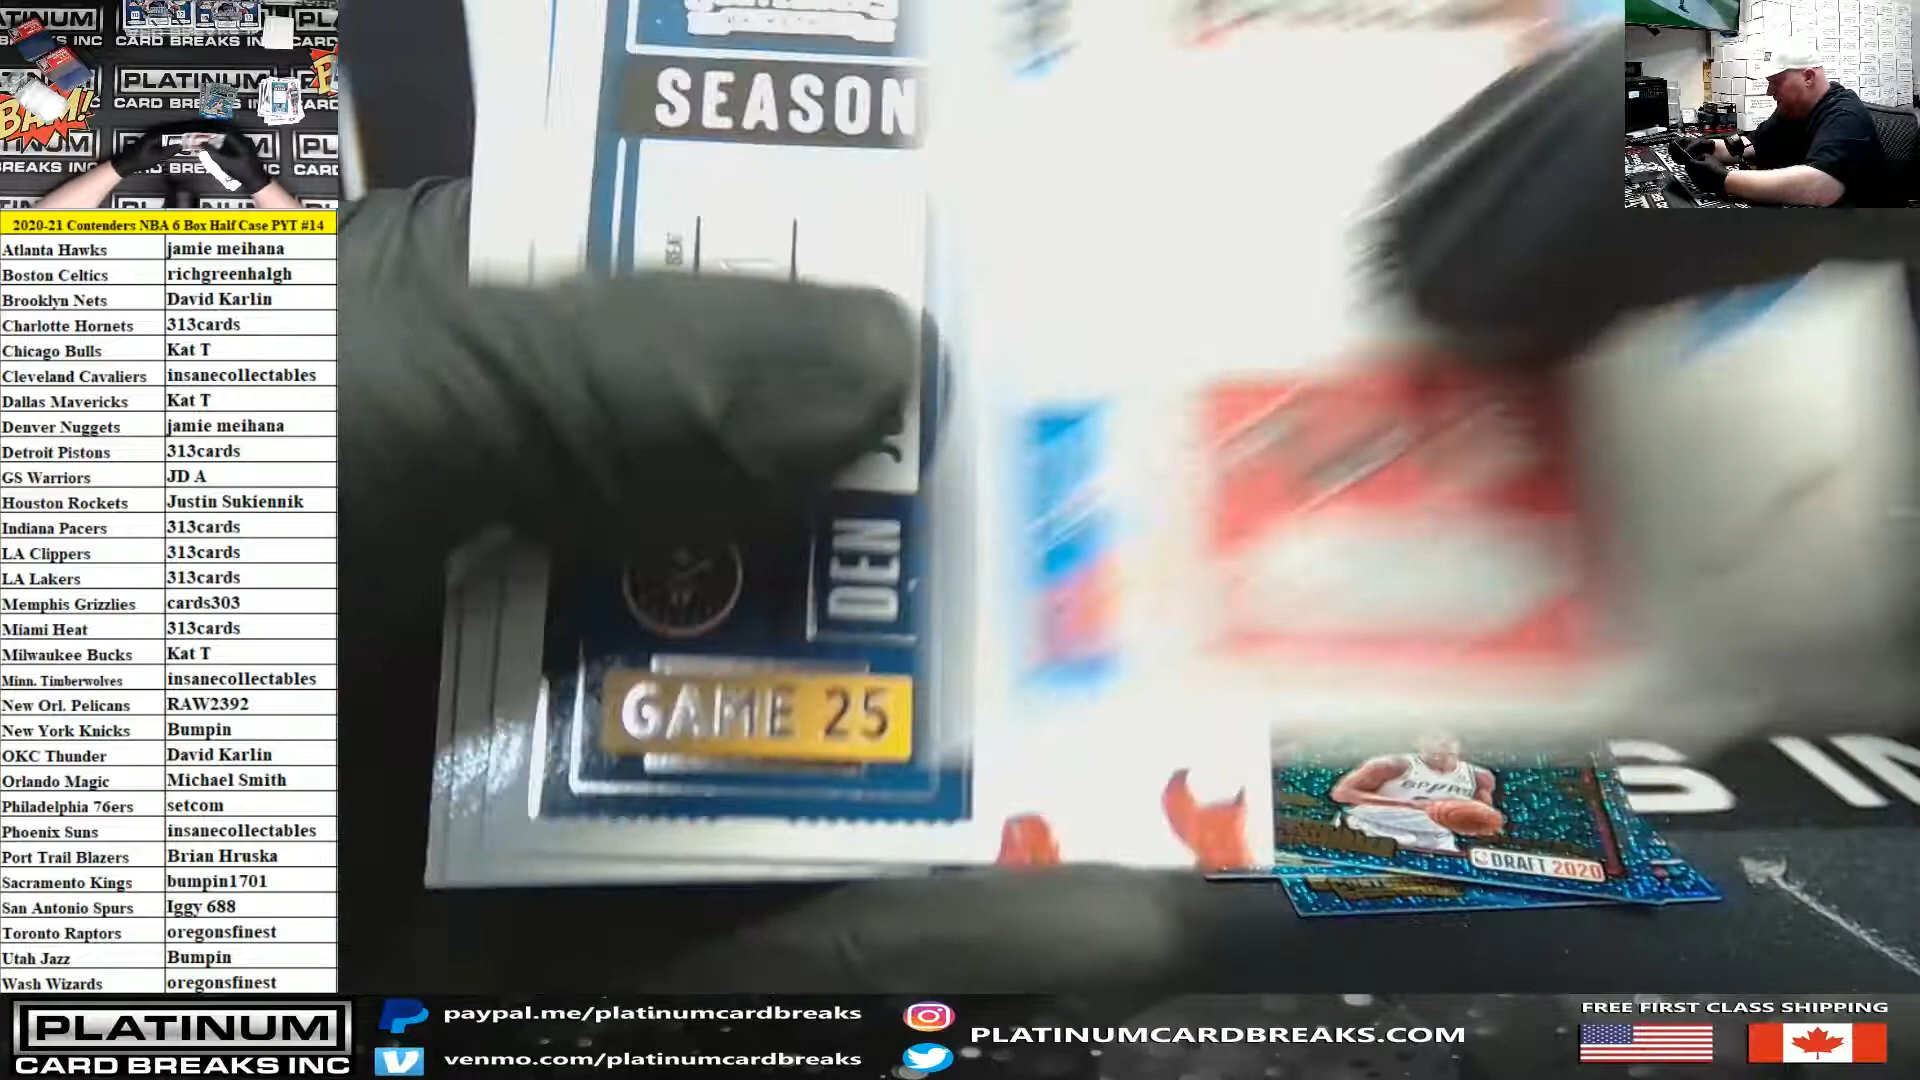 2020-21 Contenders NBA 6 Box Half Case PYT #14
Atlanta Hawks jamie meihana
Boston Celtics richgreenhalgh
Brooklyn Nets David Karlin
Charlotte Hornets 313cards
Chicago Bulls Kat T
Cleveland Cavaliers insanecollectables
Dallas Mavericks Kat T
Denver Nuggets jamie meihana
Detroit Pistons 313cards
GS Warriors JD A
Houston Rockets Justin Sukiennik
Indiana Pacers 313cards
LA Clippers 313cards
LA Lakers 313cards
Memphis Grizzlies cards303
Miami Heat 313cards
Milwaukee Bucks Kat T
Minn. Timberwolves insanecollectables
New Orl. Pelicans RAW2392
New York Knicks Bumpin
OKC Thunder David Karlin
Orlando Magic Michael Smith
Philadelphia 76ers setcom
Phoenix Suns insanecollectables
Port Trail Blazers Brian Hruska
Sacramento Kings bumpin1701
San Antonio Spurs Iggy 688
Toronto Raptors oregonsfinest
Utah Jazz Bumpin
Wash Wizards oregonsfinest
PLATINUM
CARD BREAKS INC
BAM!
SEASON
DEN
GAME 25
SPURS
DRAFT 2020
S IN
PLATINUM
CARD BREAKS INC
paypal.me/platinumcardbreaks
venmo.com/platinumcardbreaks
PLATINUMCARDBREAKS.COM
FREE FIRST CLASS SHIPPING